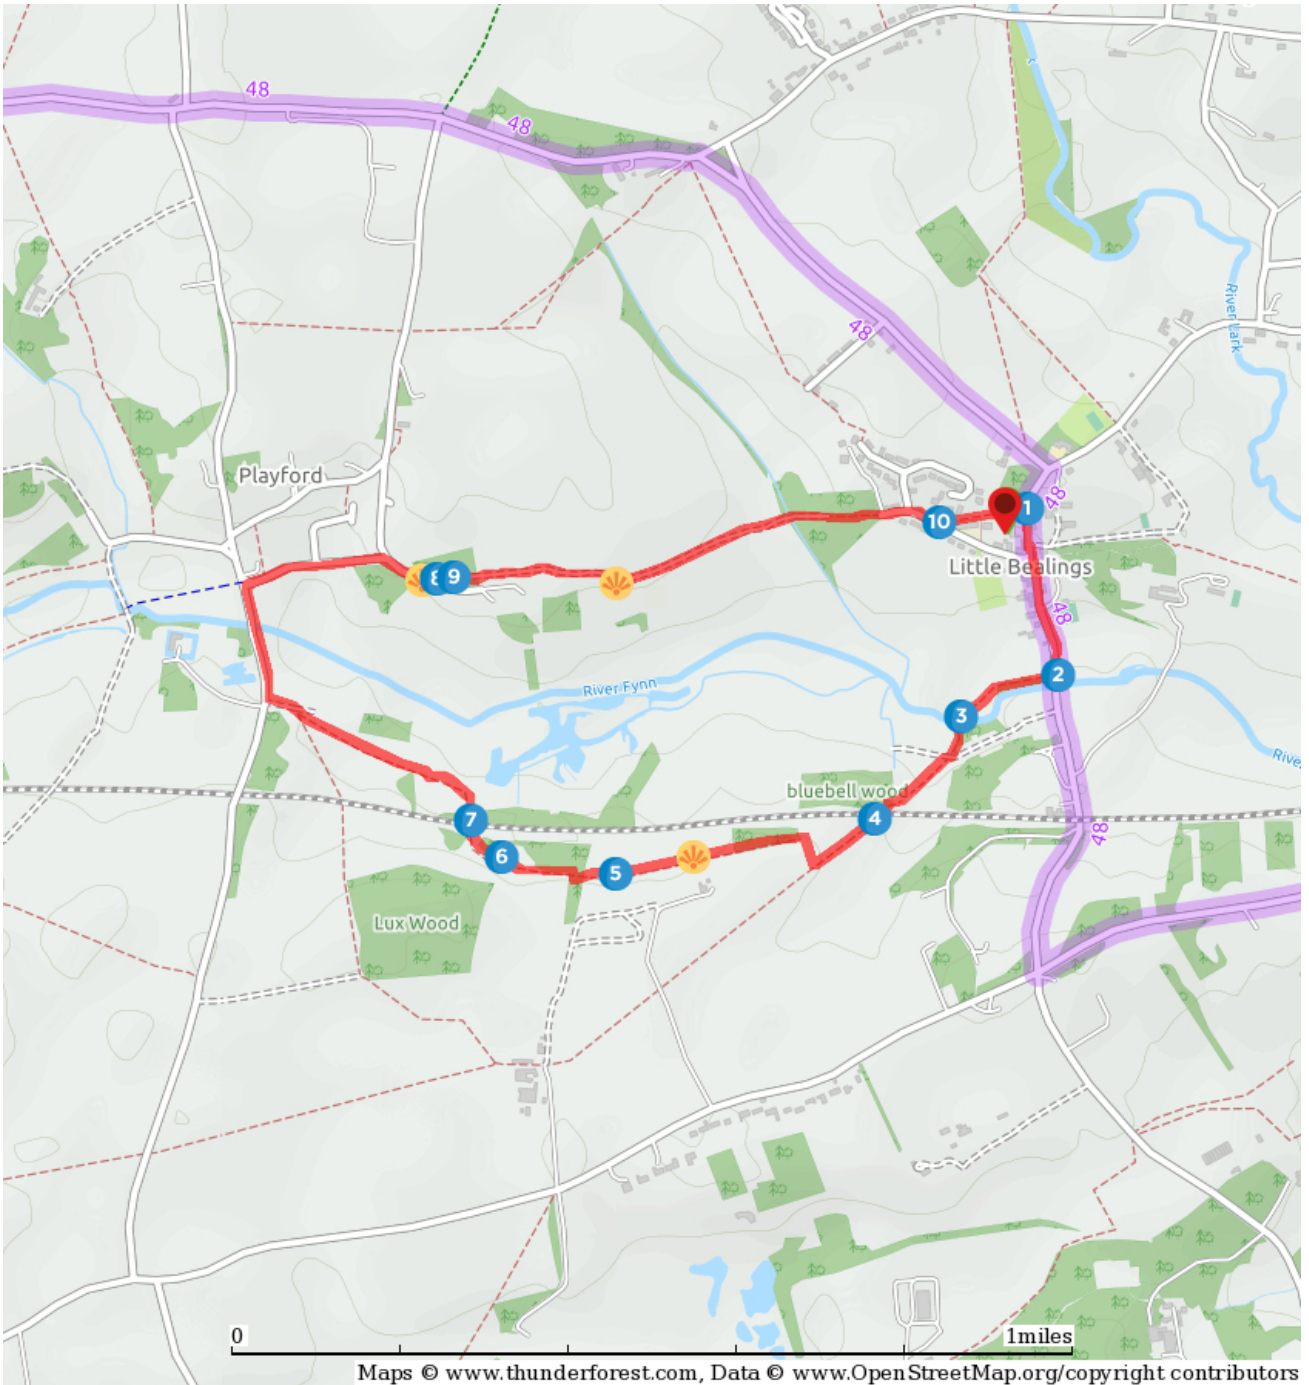 48
48
48
River Lark
Playford
48
10
1
Little Bealings
8
9
48
2
River Fynn
3
Rive
bluebell wood
4
7
48
6
5
Lux Wood
0
1miles
Maps © www.thunderforest.com, Data © www.OpenStreetMap.org/copyright contributors